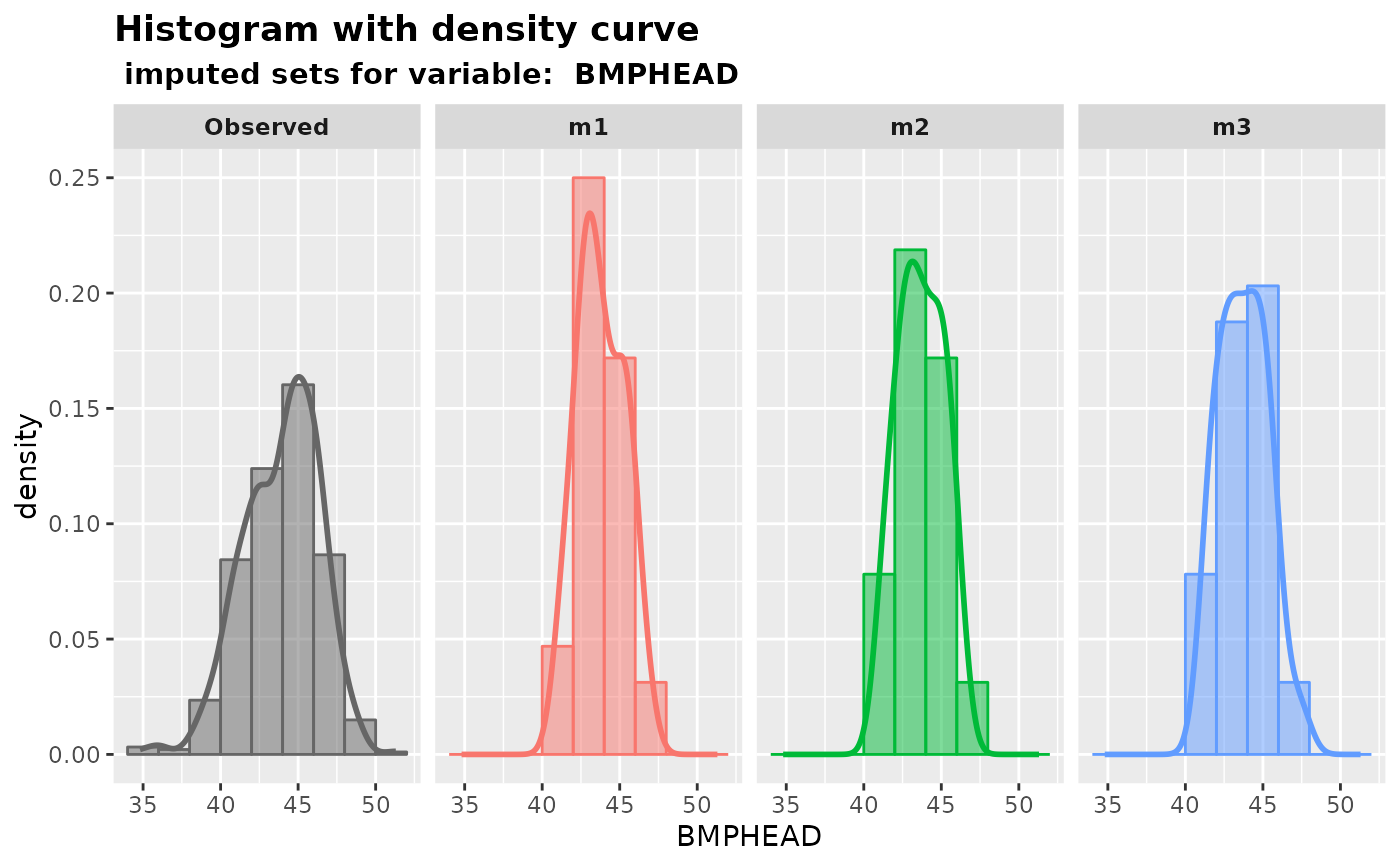 Histogram with density curve
imputed sets for variable:  BMPHEAD
Observed m1 m2 m3
0.25
0.20
0.15
0.10
0.05
0.00
density
35 40 45 50 35 40 45 50 35 40 45 50 35 40 45 50
BMPHEAD